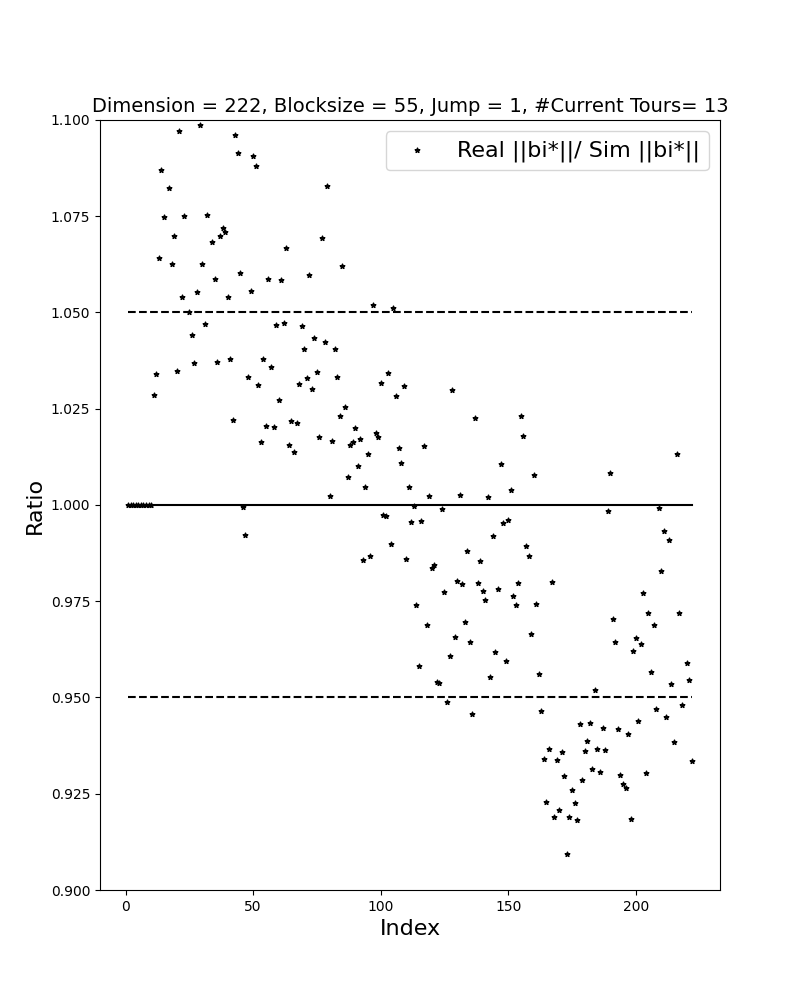 Dimension = 222, Blocksize = 55, Jump = 1, #Current Tours= 13
Real ||bi*||/ Sim ||bi*||
1.100
1.075
1.050
1.025
1.000
0.975
0.950
0.925
0.900
Ratio
0 50 100 150 200
Index